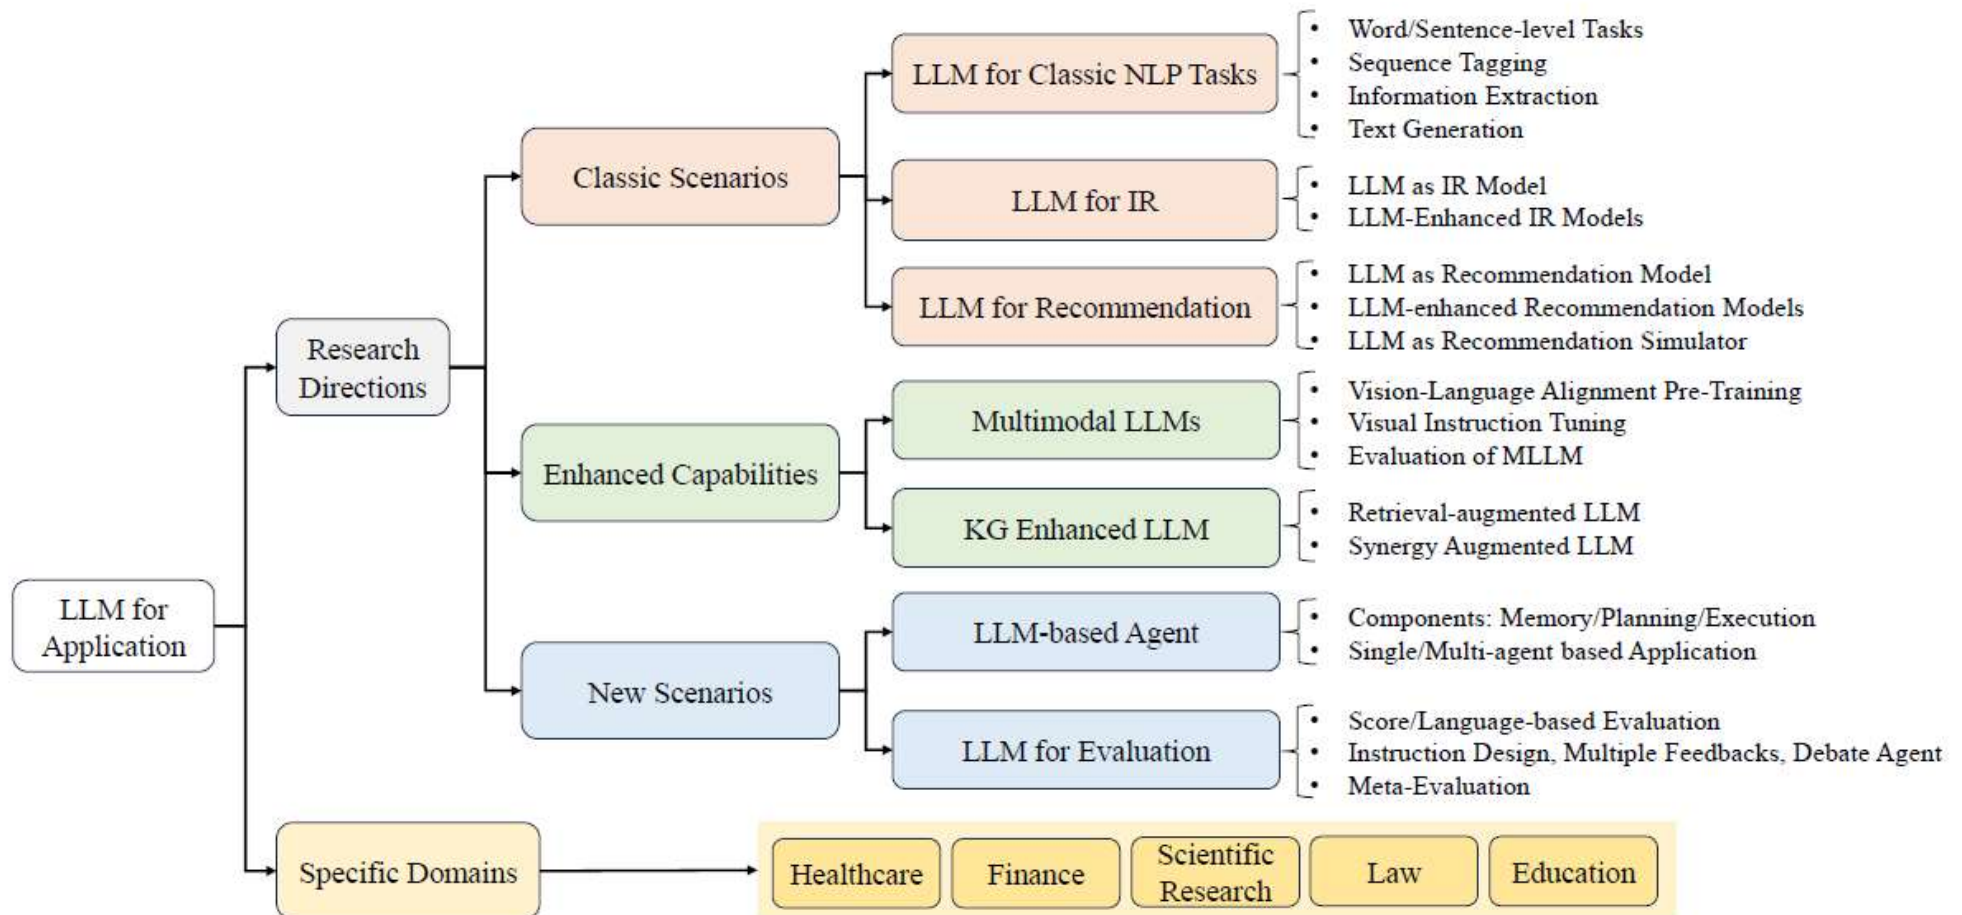 Word/Sentence-level Tasks
LLM for Classic NLP Tasks
Sequence Tagging
Information Extraction
Text Generation
Classic Scenarios
LLM for IR
LLM as IR Model
LLM-Enhanced IR Models
LLM for Recommendation
LLM as Recommendation Model
LLM-enhanced Recommendation Models
LLM as Recommendation Simulator
Research
Directions
Multimodal LLMs
Vision-Language Alignment Pre-Training
Visual Instruction Tuning
Evaluation of MLLM
Enhanced Capabilities
KG Enhanced LLM
Retrieval-augmented LLM
Synergy Augmented LLM
LLM for
Application
LLM-based Agent
Components: Memory/Planning/Execution
Single/Multi-agent based Application
New Scenarios
LLM for Evaluation
Score/Language-based Evaluation
Instruction Design, Multiple Feedbacks, Debate Agent
Meta-Evaluation
Specific Domains
Healthcare
Finance
Scientific
Research
Law
Education